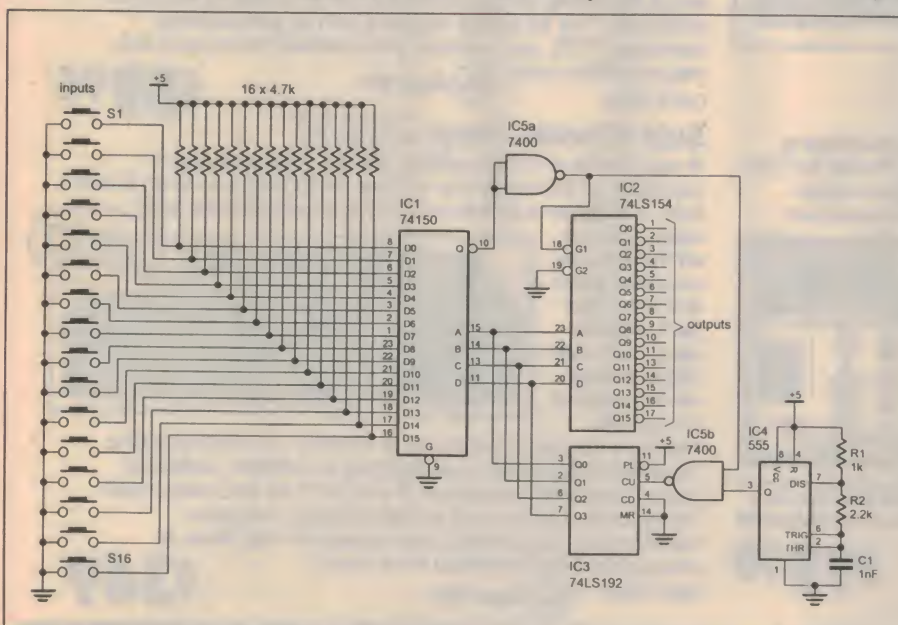 inputs
S1
S16
+5
16 x 4.7k
IC1
74150
8 D0
7 D1
6 D2
5 D3
4 D4
3 D5
2 D6
1 D7
23 D8
22 D9
21 D10
20 D11
19 D12
18 D13
17 D14
16 D15
Q 10
A 15
B 14
C 13
D 11
G
9
IC5a
7400
IC2
74LS154
18 G1
19 G2
23 A
22 B
21 C
20 D
Q0 1
Q1 2
Q2 3
Q3 4
Q4 5
Q5 6
Q6 7
Q7 8
Q8 9
Q9 10
Q10 11
Q11 13
Q12 14
Q13 15
Q14 16
Q15 17
outputs
3 Q0
2 Q1
6 Q2
7 Q3
PL 11
CU 5
CD 4
MR 14
+5
IC3
74LS192
IC5b
7400
IC4
555
+5
8 4
Vcc R
DIS 7
3 Q
TRIG 6
THR 2
1
R1
1k
R2
2.2k
C1
1nF